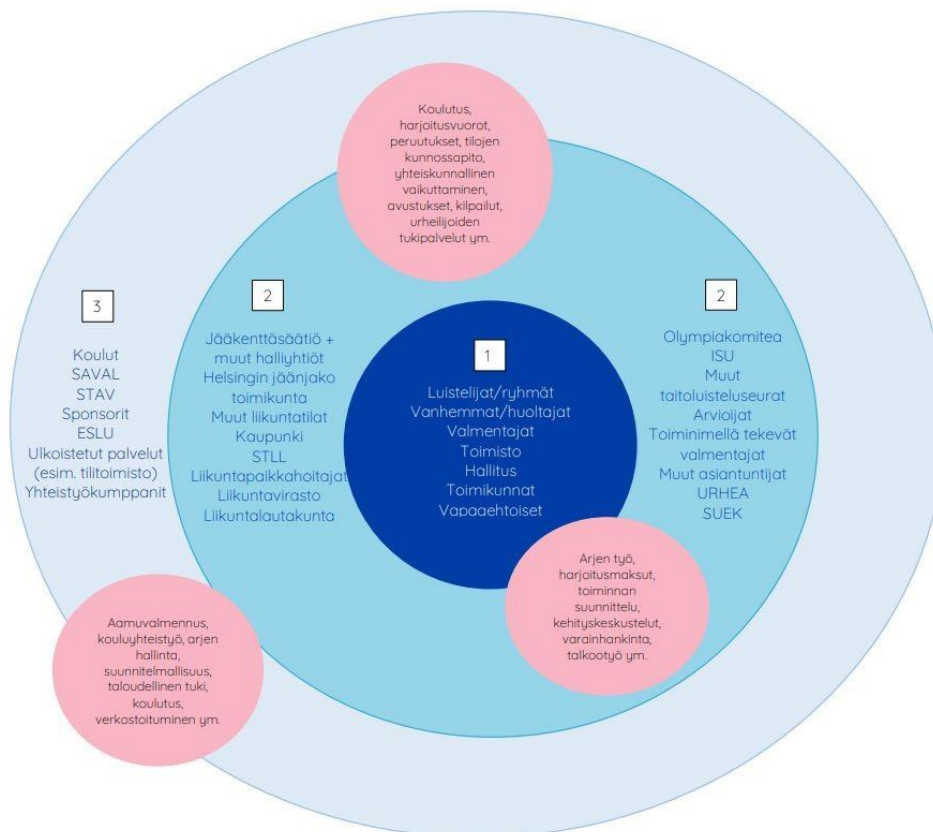 Koulutus,
harjoitusvuorot,
peruutukset, tilojen
kunnossapito,
yhteiskunnallinen
vaikuttaminen,
avustukset, kilpailut,
urheilijoiden
tukipalvelut ym.
3
Koulut
SAVAL
STAV
Sponsorit
ESLU
Ulkoistetut palvelut
(esim. tilitoimisto)
Yhteistyökumppanit
2
Jääkenttäsäätiö +
muut halliyhtiöt
Helsingin jäänjako
toimikunta
Muut liikuntatilat
Kaupunki
STLL
Liikuntapaikkahoitajat
Liikuntavirasto
Liikuntalautakunta
1
Luistelijat/ryhmät
Vanhemmat/huoltajat
Valmentajat
Toimisto
Hallitus
Toimikunnat
Vapaaehtoiset
2
Olympiakomitea
ISU
Muut
taitoluisteluseurat
Arvioijat
Toiminimellä tekevät
valmentajat
Muut asiantuntijat
URHEA
SUEK
Arjen työ,
harjoitusmaksut,
toiminnan
suunnittelu,
kehityskeskustelut,
varainhankinta,
talkootyö ym.
Aamuvalmennus,
kouluyhteistyö, arjen
hallinta,
suunnitelmallisuus,
taloudellinen tuki,
koulutus,
verkostoituminen ym.